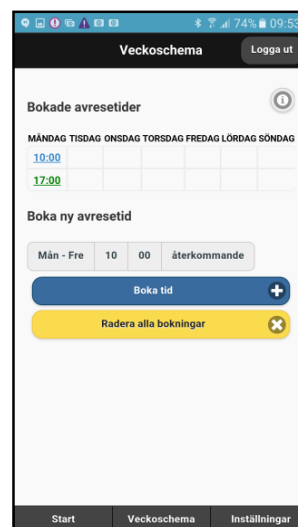 74% 09:53
Veckoschema Logga ut
Bokade avresetider
MÅNDAG TISDAG ONSDAG TORSDAG FREDAG LÖRDAG SÖNDAG
10:00
17:00
Boka ny avresetid
Mån - Fre 10 00 återkommande
Boka tid
Radera alla bokningar
Start Veckoschema Inställningar